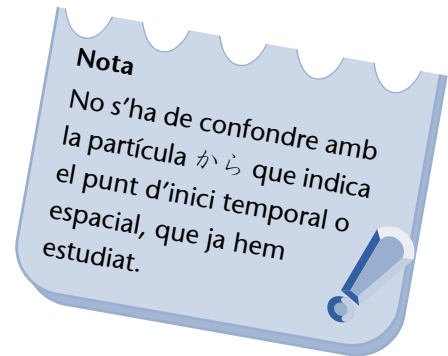 Nota
No s’ha de confondre amb
la partícula から que indica
el punt d’inici temporal o
espacial, que ja hem
estudiat.